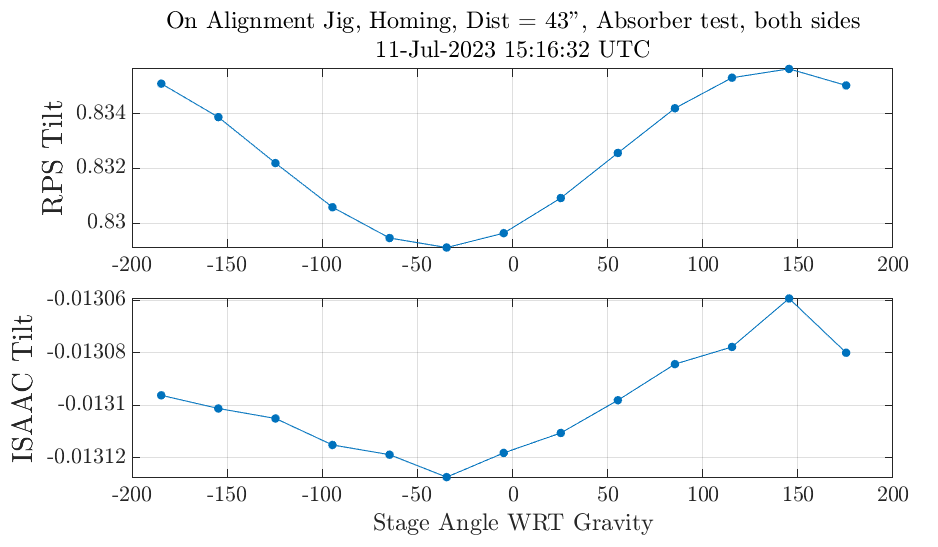 On Alignment Jig, Homing, Dist = 43”, Absorber test, both sides
11-Jul-2023 15:16:32 UTC
RPS Tilt
0.834
0.832
0.83
-200 -150 -100 -50 0 50 100 150 200
ISAAC Tilt
-0.01306
-0.01308
-0.0131
-0.01312
-200 -150 -100 -50 0 50 100 150 200
Stage Angle WRT Gravity